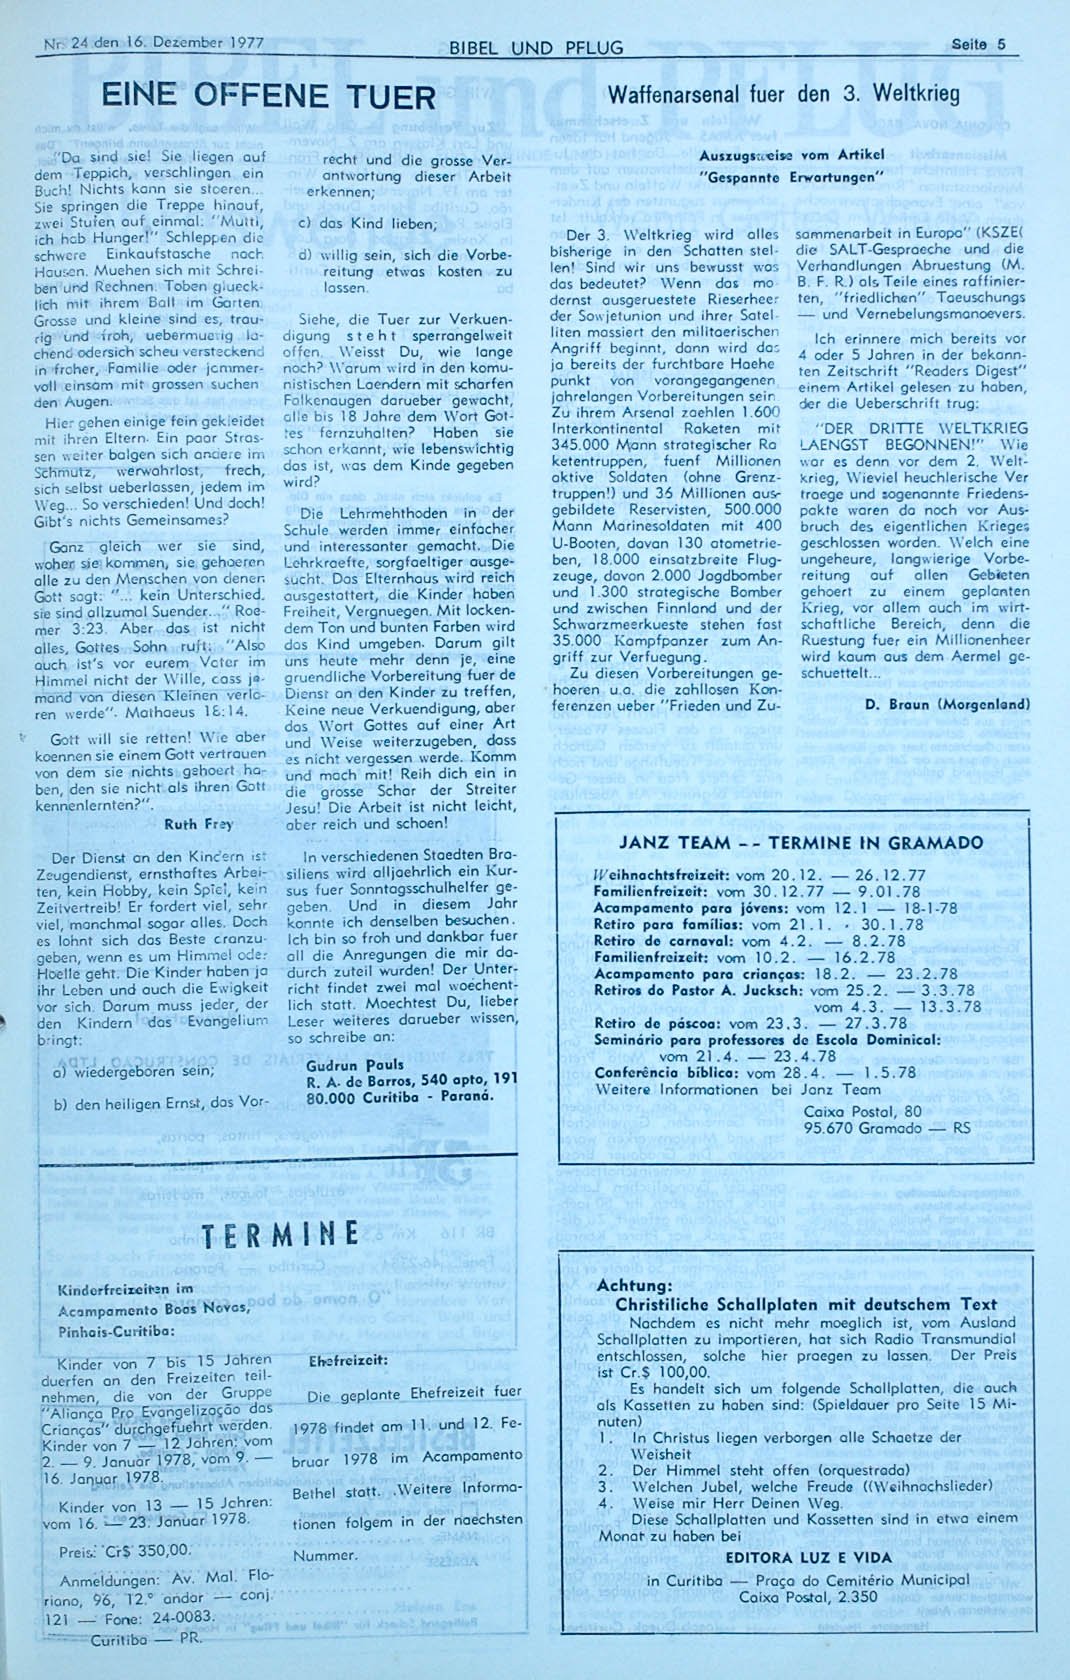 Nr. 24 den 16. Dezember 1977
BIBEL UND PFLUG
Seite 5
EINE OFFENE TUER
"Da sind sie! Sie liegen auf
dem Teppich, verschlingen ein
Buch! Nichts kann sie stoeren...
Sie springen die Treppe hinauf,
zwei Stufen auf einmal: "Mutti,
ich hab Hunger!" Schleppen die
schwere Einkaufstasche nach
Hausen. Muehen sich mit Schrei-
ben und Rechnen. Toben glueck-
lich mit ihrem Ball im Garten.
Grosse und kleine sind es, trau-
rig und froh, uebermuetig la-
chend odersich scheu versteckend
in froher, Familie oder jammer-
voll einsam mit grossen suchen
den Augen.
Hier gehen einige fein gekleidet
mit ihren Eltern. Ein paar Stras-
sen weiter balgen sich andere im
Schmutz, werwahrlost, frech,
sich selbst ueberlassen, jedem im
Weg... So verschieden! Und doch!
Gibt's nichts Gemeinsames?
Ganz gleich wer sie sind,
woher sie kommen, sie gehoeren
alle zu den Menschen von denen
Gott sagt: "... kein Unterschied.
sie sind allzumal Suender..." Roe-
mer 3:23. Aber das ist nicht
alles, Gottes Sohn ruft: "Also
auch ist's vor eurem Vater im
Himmel nicht der Wille, cass je-
mand von diesen Kleinen verlo-
ren werde". Mathaeus 18:14.
Gott will sie retten! Wie aber
koennen sie einem Gott vertrauen
von dem sie nichts gehoert ha-
ben, den sie nicht als ihren Gott
kennenlernten?".
Ruth Frey
Der Dienst an den Kindern ist
Zeugendienst, ernsthaftes Arbei-
ten, kein Hobby, kein Spiel, kein
Zeitvertreib! Er fordert viel, sehr
viel, manchmal sogar alles. Doch
es lohnt sich das Beste cranzu-
geben, wenn es um Himmel oder
Hoelle geht. Die Kinder haben ja
ihr Leben und auch die Ewigkeit
vor sich. Darum muss jeder, der
den Kindern das Evangelium
bringt:
a) wiedergeboren sein;
b) den heiligen Ernst, das Vor-
recht und die grosse Ver-
antwortung dieser Arbeit
erkennen;
c) das Kind lieben;
d) willig sein, sich die Vorbe-
reitung etwas kosten zu
lassen.
Siehe, die Tuer zur Verkuen-
digung steht sperrangelweit
offen. Weisst Du, wie lange
noch? Warum wird in den komu-
nistischen Laendern mit scharfen
Folkenaugen darueber gewacht,
alle bis 18 Jahre dem Wort Got-
tes fernzuhalten? Haben sie
schon erkannt, wie lebenswichtig
das ist, was dem Kinde gegeben
wird?
Die Lehrmehthoden in der
Schule werden immer einfacher
und interessanter gemacht. Die
Lehrkraefte, sorgfaeltiger ausge-
sucht. Das Elternhaus wird reich
ausgestattert, die Kinder haben
Freiheit, Vergnuegen. Mit locken-
dem Ton und bunten Farben wird
das Kind umgeben. Darum gilt
uns heute mehr denn je, eine
gruendliche Vorbereitung fuer de
Dienst an den Kinder zu treffen,
Keine neue Verkuendigung, aber
das Wort Gottes auf einer Art
und Weise weiterzugeben, dass
es nicht vergessen werde. Komm
und mach mit! Reih dich ein in
die grosse Schar der Streiter
Jesu! Die Arbeit ist nicht leicht,
aber reich und schoen!
In verschiedenen Staedten Bra-
siliens wird alljaehrlich ein Kur-
sus fuer Sonntagsschulhelfer ge-
geben. Und in diesem Jahr
konnte ich denselben besuchen.
Ich bin so froh und dankbar fuer
all die Anregungen die mir da-
durch zuteil wurden! Der Unter-
richt findet zwei mal woechent-
lich statt. Moechtest Du, lieber
Leser weiteres darueber wissen,
so schreibe an:
Gudrun Pauls
R. A. de Barros, 540 apto, 191
80.000 Curitiba - Paraná.
Waffenarsenal fuer den 3. Weltkrieg
Auszugsweise vom Artikel
"Gespannte Erwartungen"
Der 3. Weltkrieg wird alles
bisherige in den Schatten stel-
len! Sind wir uns bewusst was
das bedeutet? Wenn das mo-
dernst ausgeruestete Rieserheer
der Sowjetunion und ihrer Satel-
liten massiert den militaerischen
Angriff beginnt, dann wird das
ja bereits der furchtbare Hoehe
punkt von vorangegangenen
jahrelangen Vorbereitungen sein.
Zu ihrem Arsenal zaehlen 1.600
Interkontinental Raketen mit
345.000 Mann strategischer Ra
ketentruppen, fuenf Millionen
aktive Soldaten (ohne Grenz-
truppen!) und 36 Millionen aus-
gebildete Reservisten, 500.000
Mann Marinesoldaten mit 400
U-Booten, davan 130 atometrie-
ben, 18.000 einsatzbreite Flug-
zeuge, davon 2.000 Jagdbomber
und 1.300 strategische Bomber
und zwischen Finnland und der
Schwarzmeerkueste stehen fast
35.000 Kampfpanzer zum An-
griff zur Verfuegung.
Zu diesen Vorbereitungen ge-
hoeren u.a. die zahllosen Kon-
ferenzen ueber "Frieden und Zu-
sammenarbeit in Europa" (KSZE(
die SALT-Gespraeche und die
Verhandlungen Abruestung (M.
B. F. R.) als Teile eines raffinier-
ten, "friedlichen" Taeuschungs
— und Vernebelungsmanoevers.
Ich erinnere mich bereits vor
4 oder 5 Jahren in der bekann-
ten Zeitschrift "Readers Digest"
einem Artikel gelesen zu haben,
der die Ueberschrift trug:
"DER DRITTE WELTKRIEG
LAENGST BEGONNEN!" Wie
war es denn vor dem 2. Welt-
krieg, Wieviel heuchlerische Ver
traege und sogenannte Friedens-
pakte waren da noch vor Aus-
bruch des eigentlichen Krieges
geschlossen worden. Welch eine
ungeheure, langwierige Vorbe-
reitung auf allen Gebieten
gehoert zu einem geplanten
Krieg, vor allem auch im wirt-
schaftliche Bereich, denn die
Ruestung fuer ein Millionenheer
wird kaum aus dem Aermel ge-
schuettelt...
D. Braun (Morgenland)
JANZ TEAM -- TERMINE IN GRAMADO
Weihnachtsfreizeit: vom 20.12. — 26.12.77
Familienfreizeit: vom 30.12.77 — 9.01.78
Acampamento para jóvens: vom 12.1 — 18-1-78
Retiro para famílias: vom 21.1. - 30.1.78
Retiro de carnaval: vom 4.2. — 8.2.78
Familienfreizeit: vom 10.2. — 16.2.78
Acampamento para crianças: 18.2. — 23.2.78
Retiros do Pastor A. Jucksch: vom 25.2. — 3.3.78
vom 4.3. — 13.3.78
Retiro de páscoa: vom 23.3. — 27.3.78
Seminário para professores de Escola Dominical:
vom 21.4. — 23.4.78
Conferência bíblica: vom 28.4. — 1.5.78
Weitere Informationen bei Janz Team
Caixa Postal, 80
95.670 Gramado — RS
TERMINE
Kinderfreizeiten im
Acampamento Boas Novas,
Pinhais-Curitiba:
Kinder von 7 bis 15 Jahren
duerfen an den Freizeiten teil-
nehmen, die von der Gruppe
"Aliança Pro Evangelização das
Crianças" durchgefuehrt werden.
Kinder von 7 — 12 Jahren: vom
2. — 9. Januar 1978, vom 9. —
16. Januar 1978.
Kinder von 13 — 15 Jahren:
vom 16. — 23. Januar 1978.
Preis: Cr$ 350,00.
Anmeldungen: Av. Mal. Flo-
riano, 96, 12.º andar — conj.
121 — Fone: 24-0083.
Curitiba — PR.
Ehefreizeit:
Die geplante Ehefreizeit fuer
1978 findet am 11. und 12. Fe-
bruar 1978 im Acampamento
Bethel statt. .Weitere Informa-
tionen folgem in der naechsten
Nummer.
Achtung:
Christiliche Schallplaten mit deutschem Text
Nachdem es nicht mehr moeglich ist, vom Ausland
Schallplatten zu importieren, hat sich Radio Transmundial
entschlossen, solche hier praegen zu lassen. Der Preis
ist Cr.$ 100,00.
Es handelt sich um folgende Schallplatten, die auch
als Kassetten zu haben sind: (Spieldauer pro Seite 15 Mi-
nuten)
1. In Christus liegen verborgen alle Schaetze der
Weisheit
2. Der Himmel steht offen (orquestrada)
3. Welchen Jubel, welche Freude ((Weihnachslieder)
4. Weise mir Herr Deinen Weg.
Diese Schallplatten und Kassetten sind in etwa einem
Monat zu haben bei
EDITORA LUZ E VIDA
in Curitiba — Praça do Cemitério Municipal
Caixa Postal, 2.350